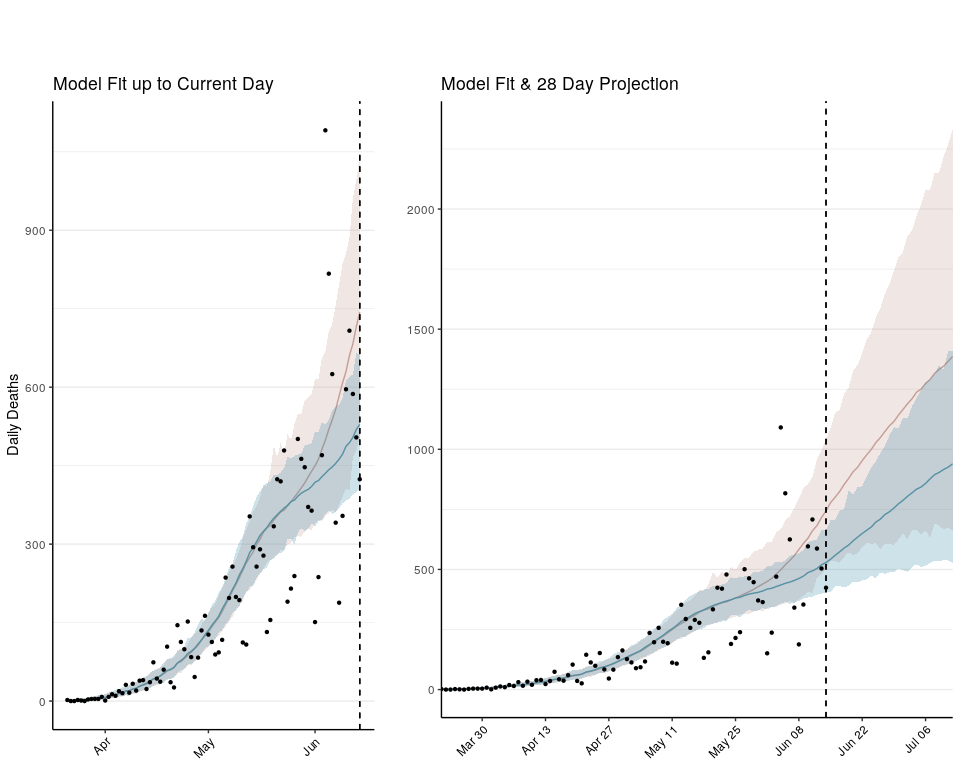 Model Fit up to Current Day
Model Fit & 28 Day Projection
Daily Deaths
900
600
300
0
Apr
May
Jun
2000
1500
1000
500
0
Mar 30
Apr 13
Apr 27
May 11
May 25
Jun 08
Jun 22
Jul 06